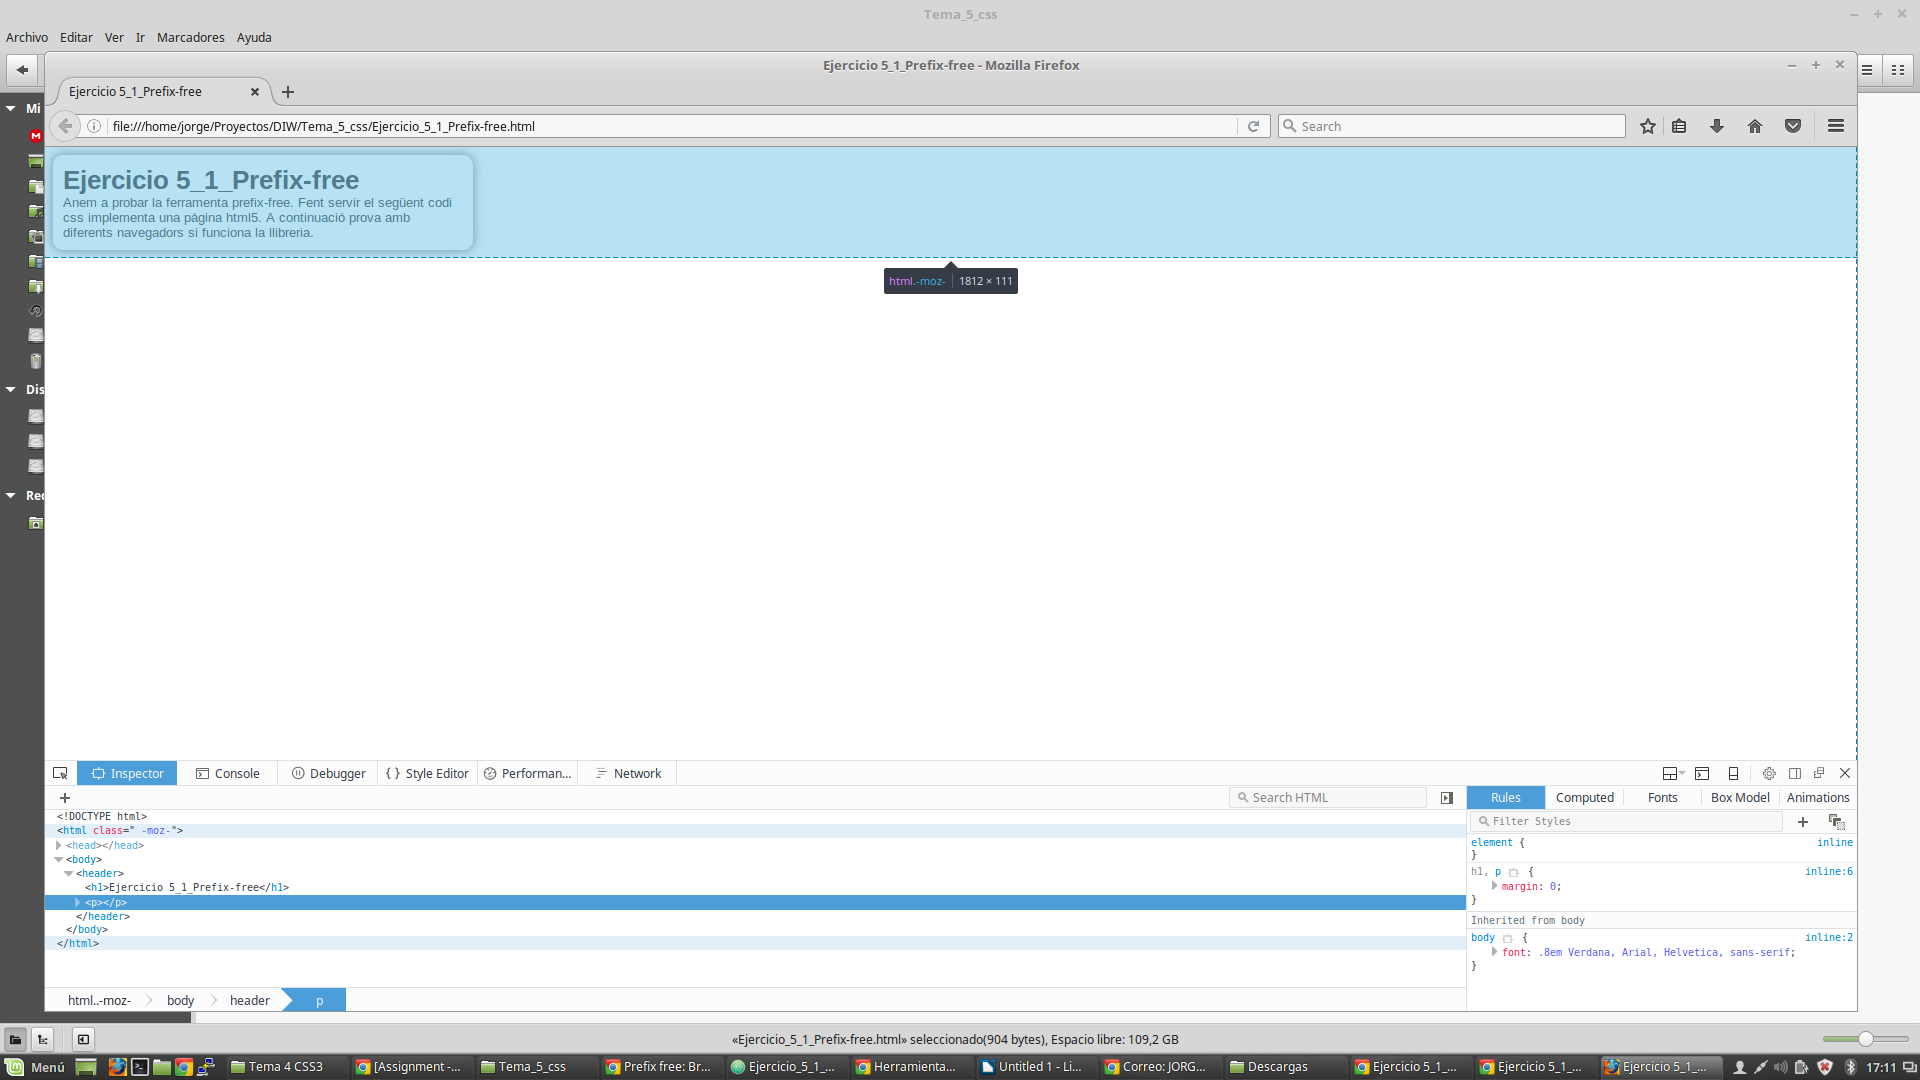 Tema_5_css
Archivo Editar Ver Ir Marcadores Ayuda
Ejercicio 5_1_Prefix-free - Mozilla Firefox
Ejercicio 5_1_Prefix-free
file:///home/jorge/Proyectos/DIW/Tema_5_css/Ejercicio_5_1_Prefix-free.html
Search
Mi
Dis
Rec
Ejercicio 5_1_Prefix-free
Anem a probar la ferramenta prefix-free. Fent servir el següent codi
css implementa una pàgina html5. A continuació prova amb
diferents navegadors si funciona la llibreria.
html.-moz- 1812 × 111
Inspector Console Debugger Style Editor Performan... Network
Search HTML
Rules Computed Fonts Box Model Animations
Filter Styles
<!DOCTYPE html>
<html class=" -moz-">
<head></head>
<body>
<header>
<h1>Ejercicio 5_1_Prefix-free</h1>
<p></p>
</header>
</body>
</html>
element { inline
}
h1, p { inline:6
margin: 0;
}
Inherited from body
body { inline:2
font: .8em Verdana, Arial, Helvetica, sans-serif;
}
html..-moz- body header p
«Ejercicio_5_1_Prefix-free.html» seleccionado(904 bytes), Espacio libre: 109,2 GB
Menú Tema 4 CSS3 [Assignment -... Tema_5_css Prefix free: Br... Ejercicio_5_1_... Herramienta... Untitled 1 - Li... Correo: JORG... Descargas Ejercicio 5_1_... Ejercicio 5_1_... Ejercicio 5_1_... 17:11